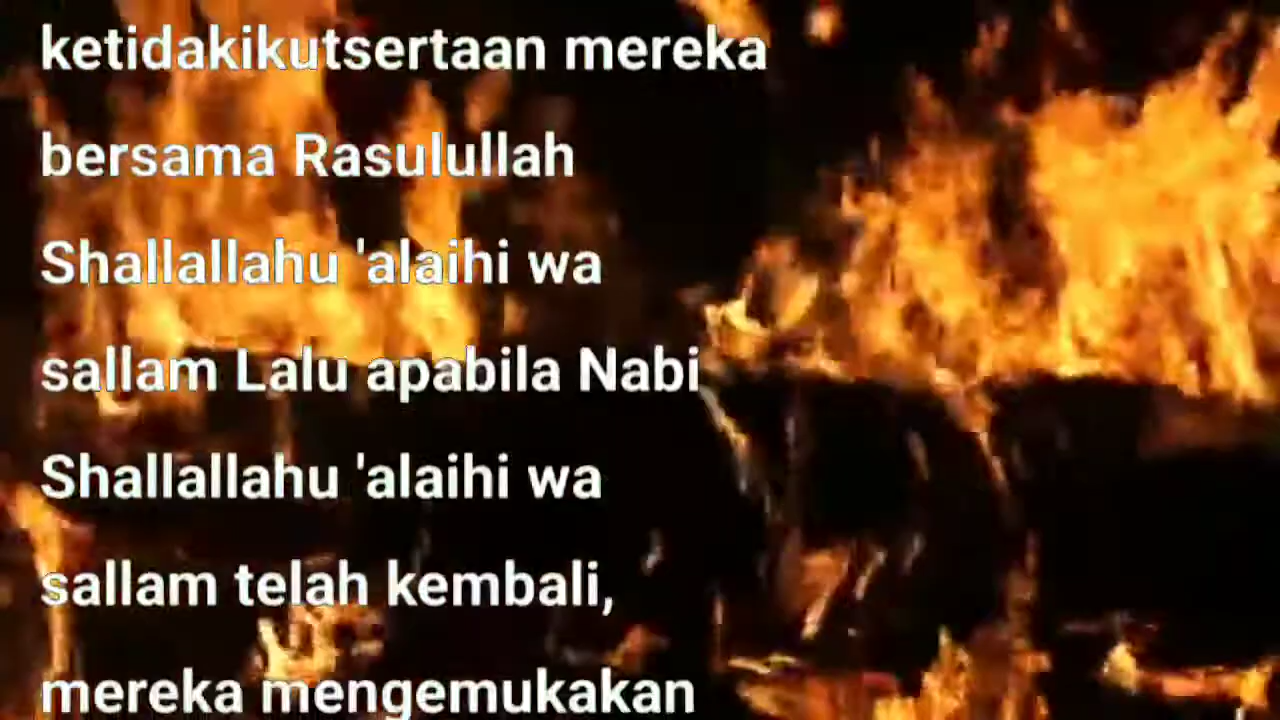 ketidakikutsertaan mereka
bersama Rasulullah
Shallallahu 'alaihi wa
sallam Lalu apabila Nabi
Shallallahu 'alaihi wa
sallam telah kembali,
mereka mengemukakan